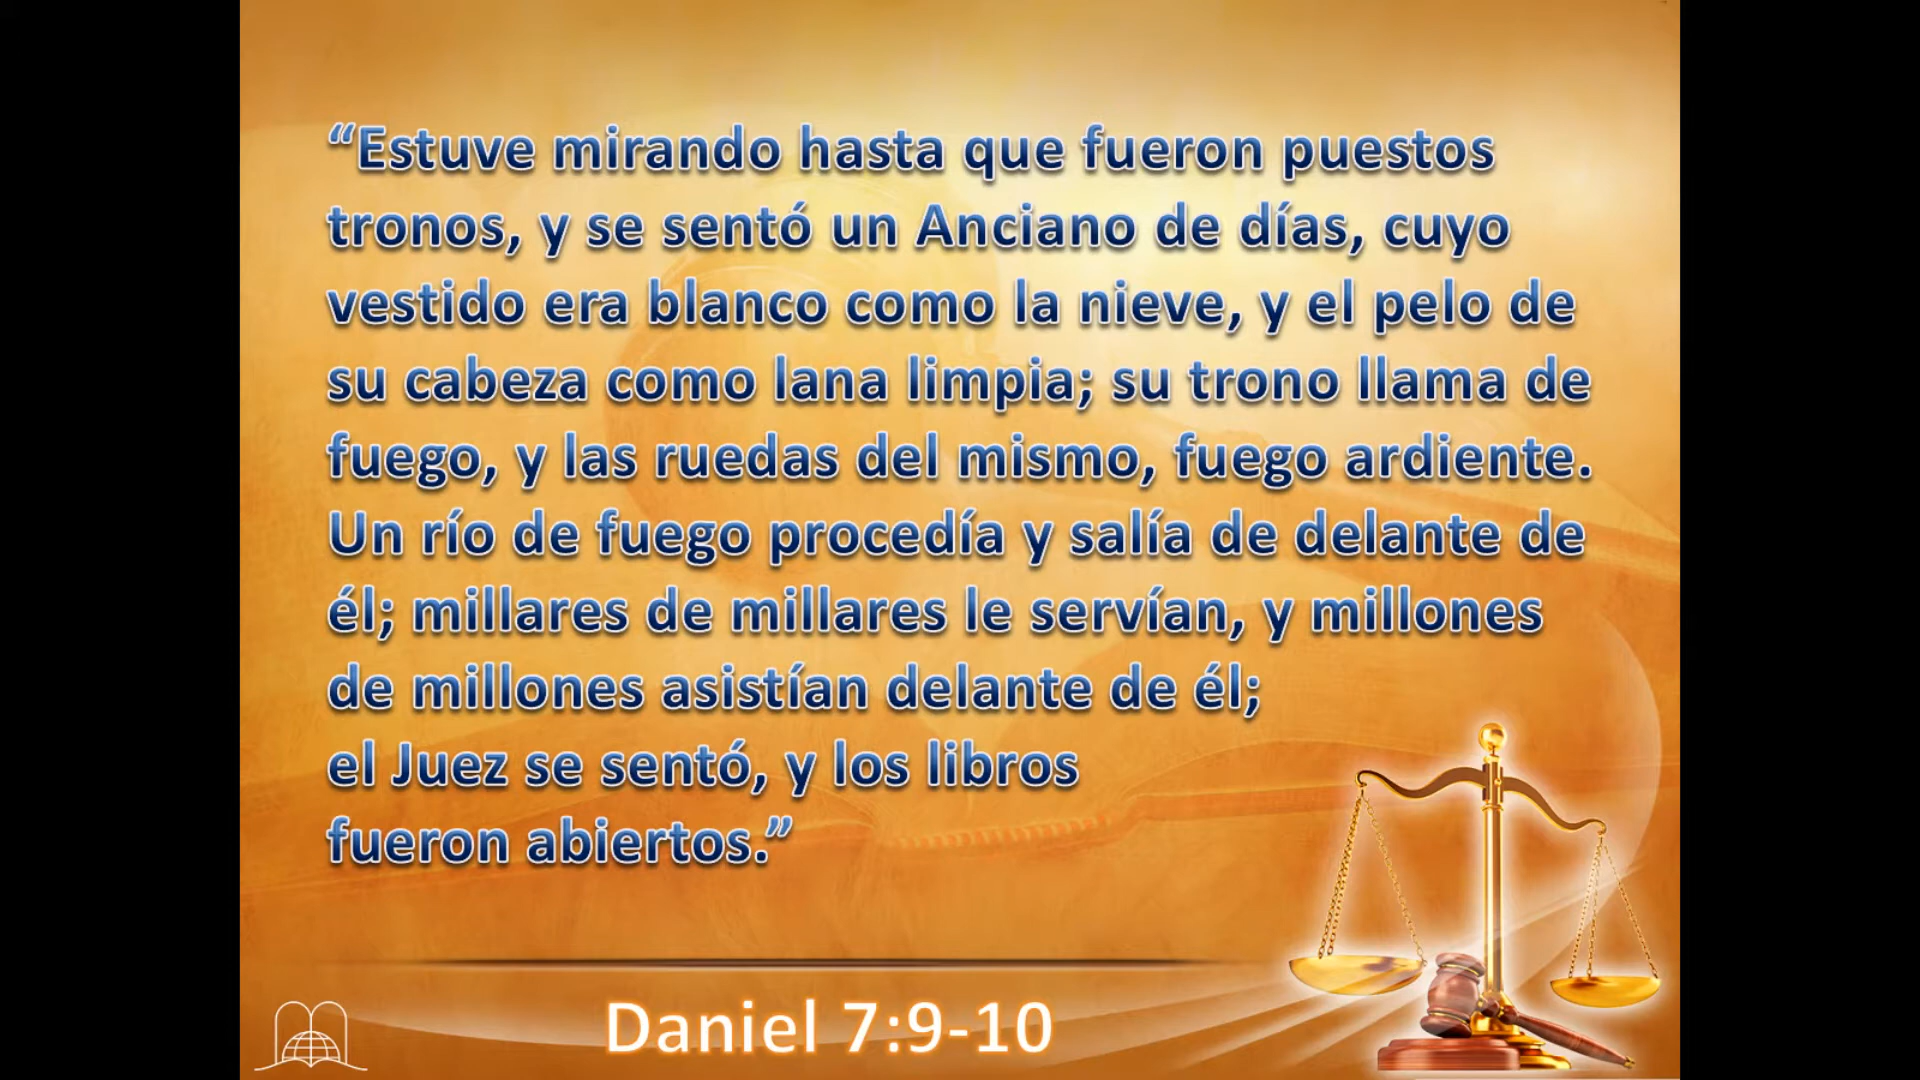 “Estuve mirando hasta que fueron puestos
tronos, y se sentó un Anciano de días, cuyo
vestido era blanco como la nieve, y el pelo de
su cabeza como lana limpia; su trono llama de
fuego, y las ruedas del mismo, fuego ardiente.
Un río de fuego procedía y salía de delante de
él; millares de millares le servían, y millones
de millones asistían delante de él;
el Juez se sentó, y los libros
fueron abiertos.”
Daniel 7:9-10